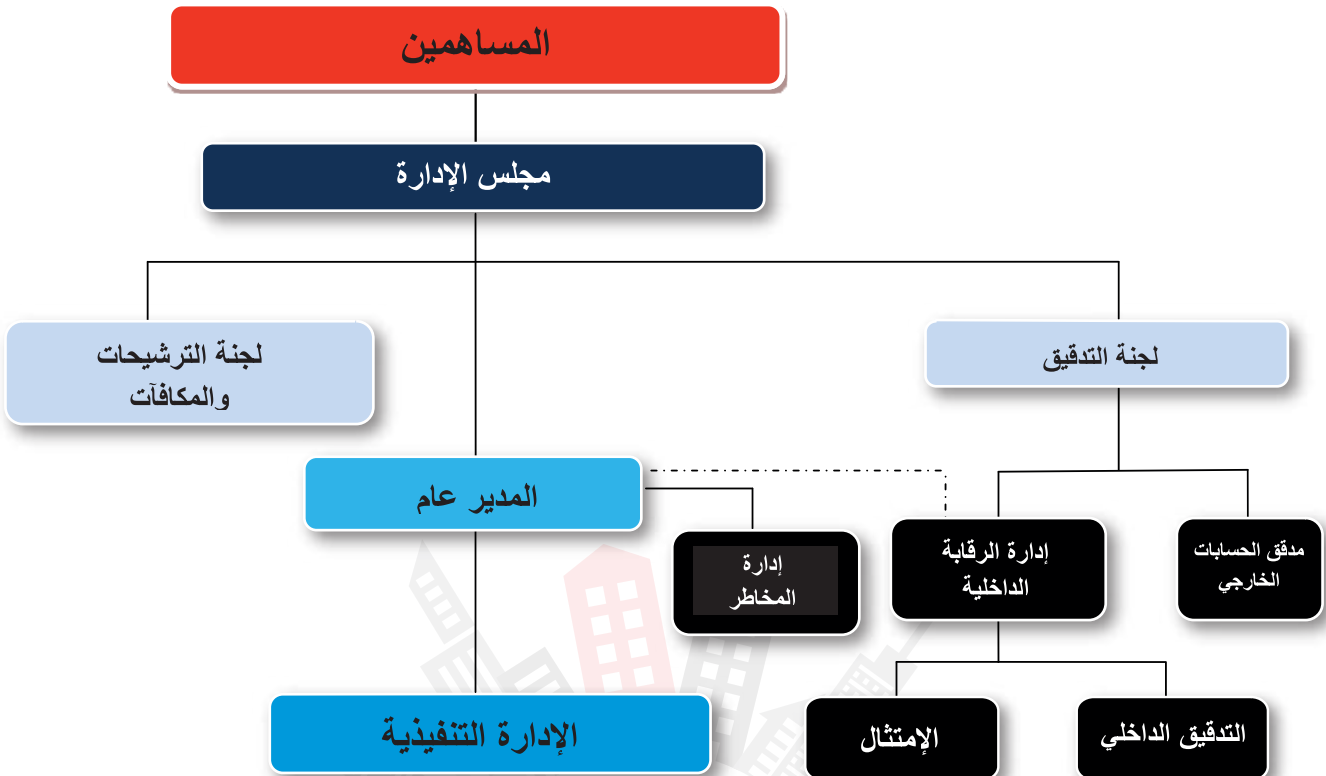 المساهمين
مجلس الإدارة
لجنة التدقيق
لجنة الترشيحات
والمكافآت
المدير عام
مدقق الحسابات
الخارجي
إدارة الرقابة
الداخلية
إدارة
المخاطر
التدقيق الداخلي
الإمتثال
الإدارة التنفيذية